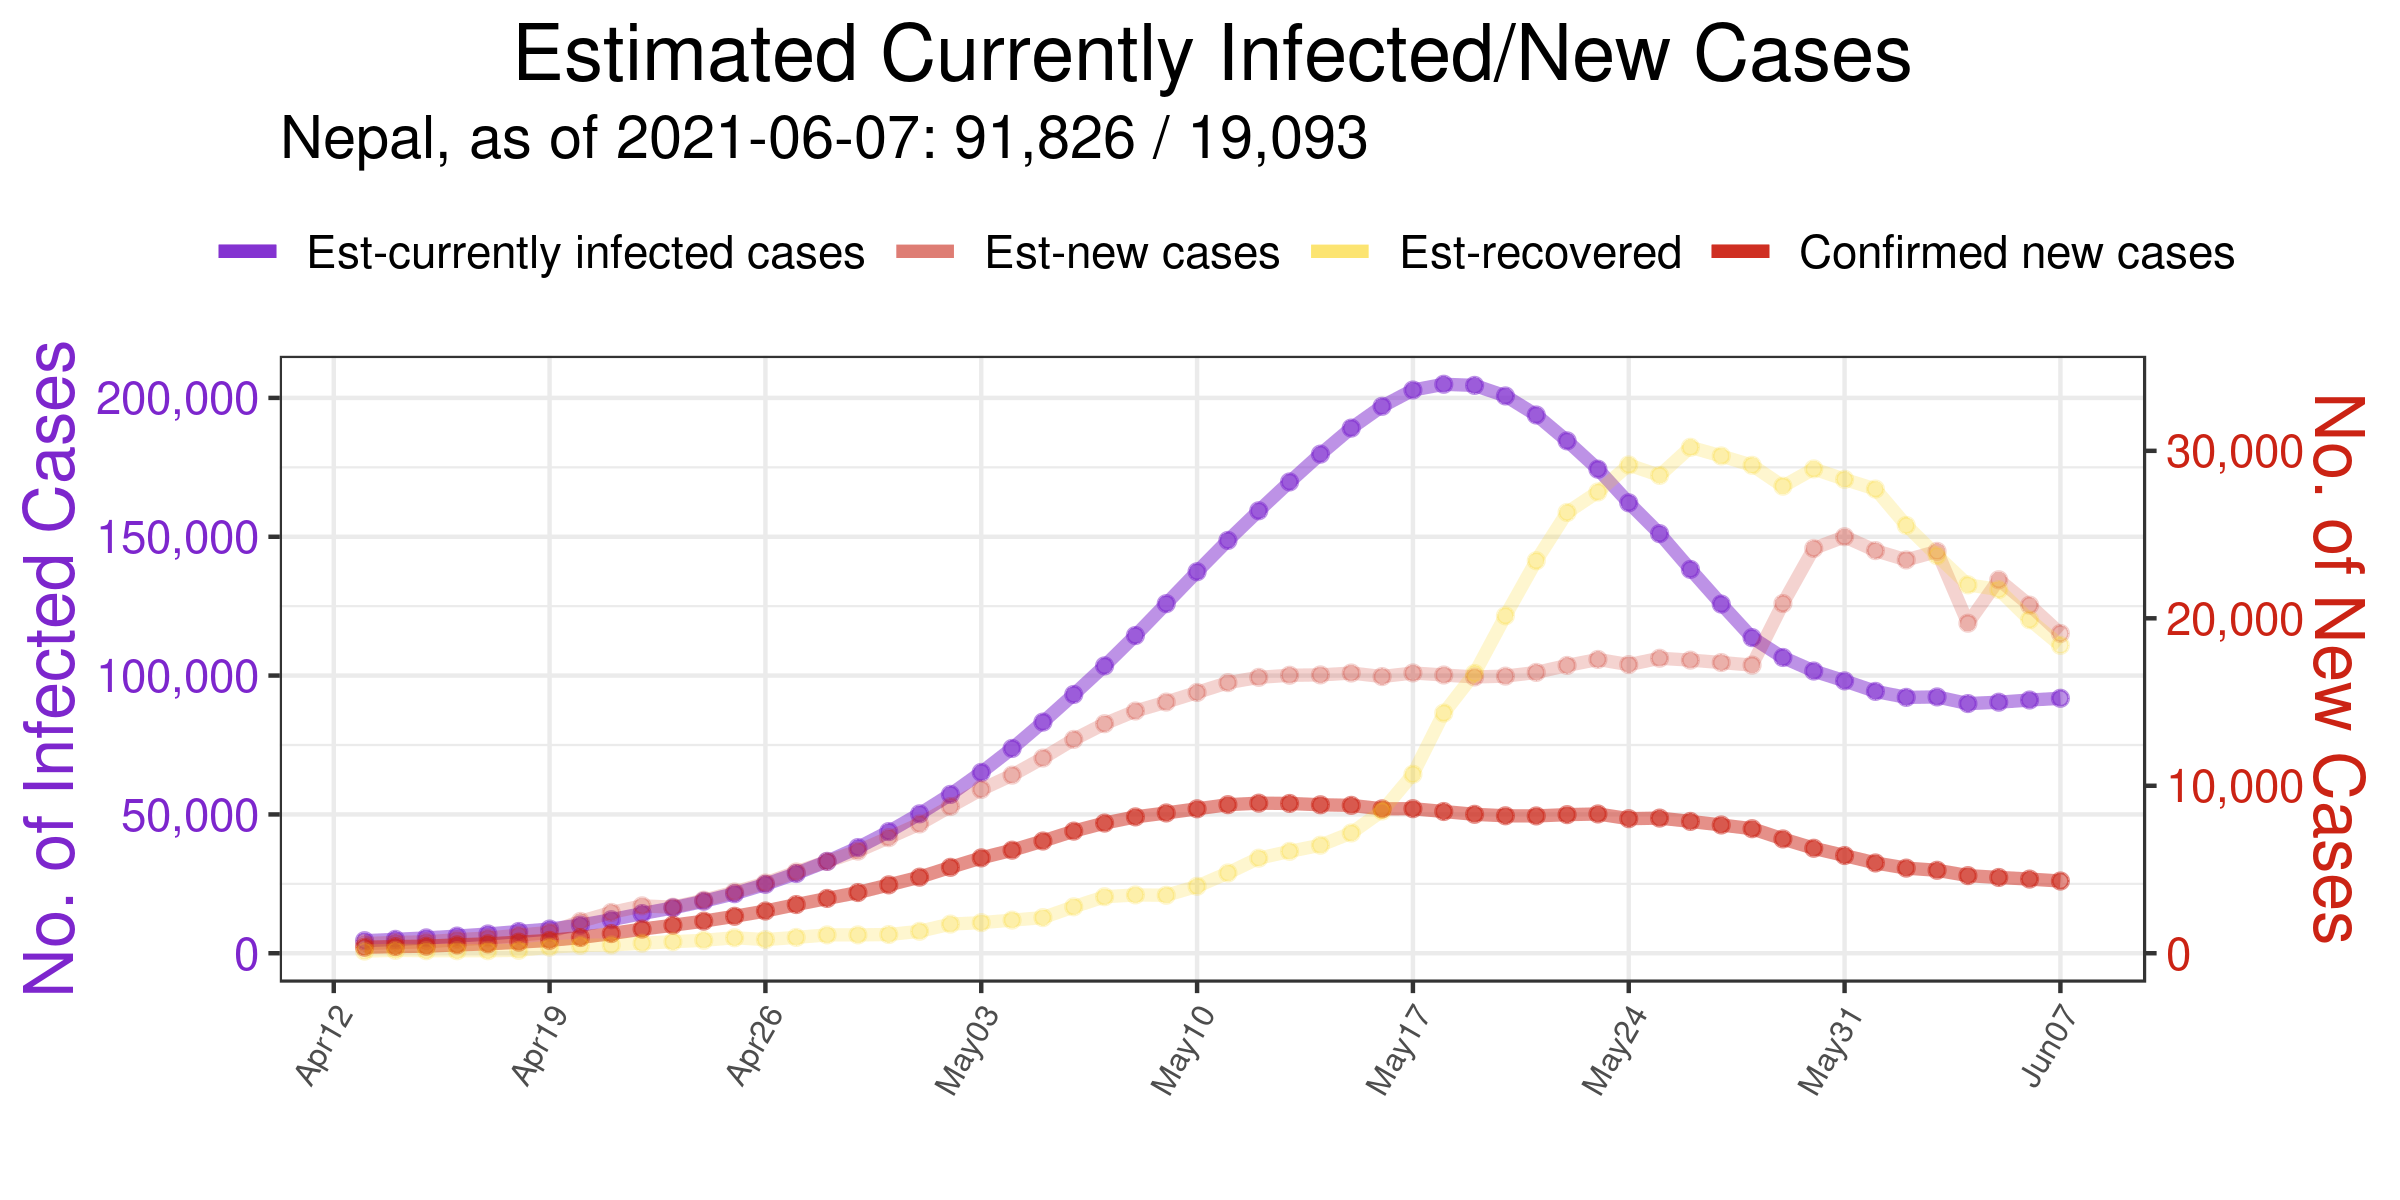 Estimated Currently Infected/New Cases
Nepal, as of 2021-06-07: 91,826 / 19,093
Est-currently infected cases Est-new cases Est-recovered Confirmed new cases
No. of Infected Cases
200,000
150,000
100,000
50,000
0
30,000
20,000
10,000
0
No. of New Cases
Apr12 Apr19 Apr26 May03 May10 May17 May24 May31 Jun07